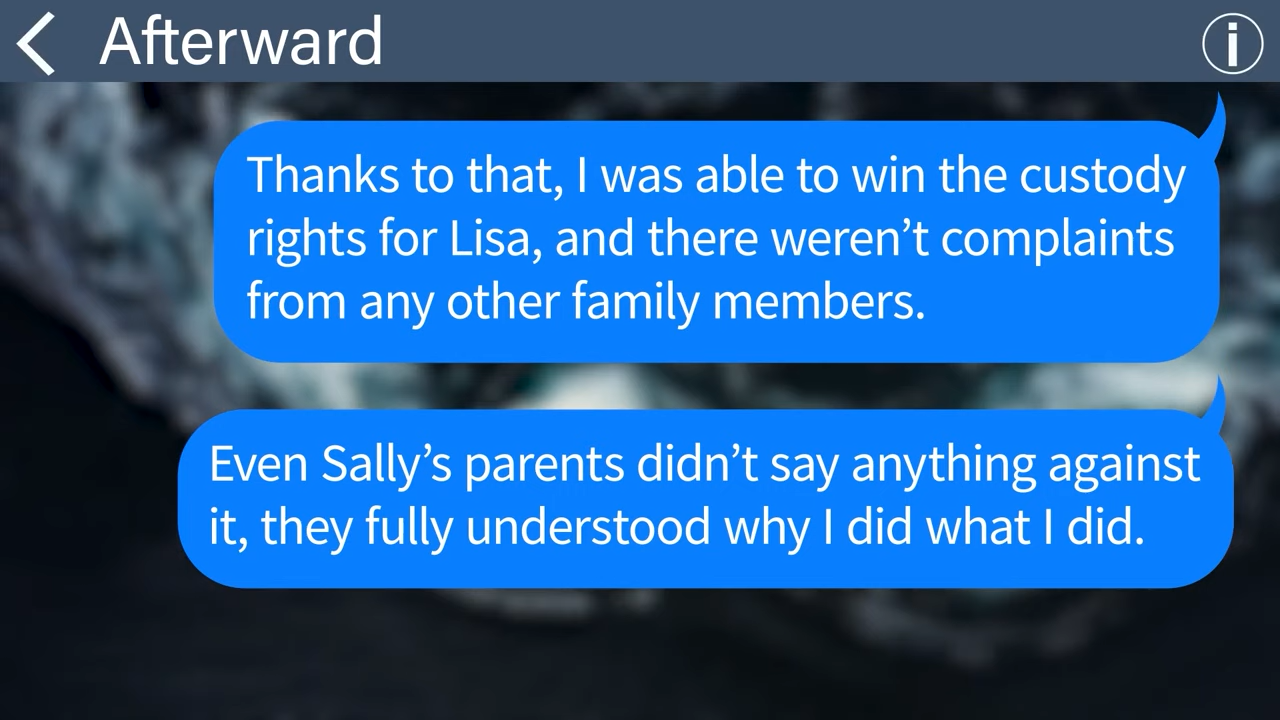 Afterward
Thanks to that, I was able to win the custody
rights for Lisa, and there weren’t complaints
from any other family members.
Even Sally’s parents didn’t say anything against
it, they fully understood why I did what I did.